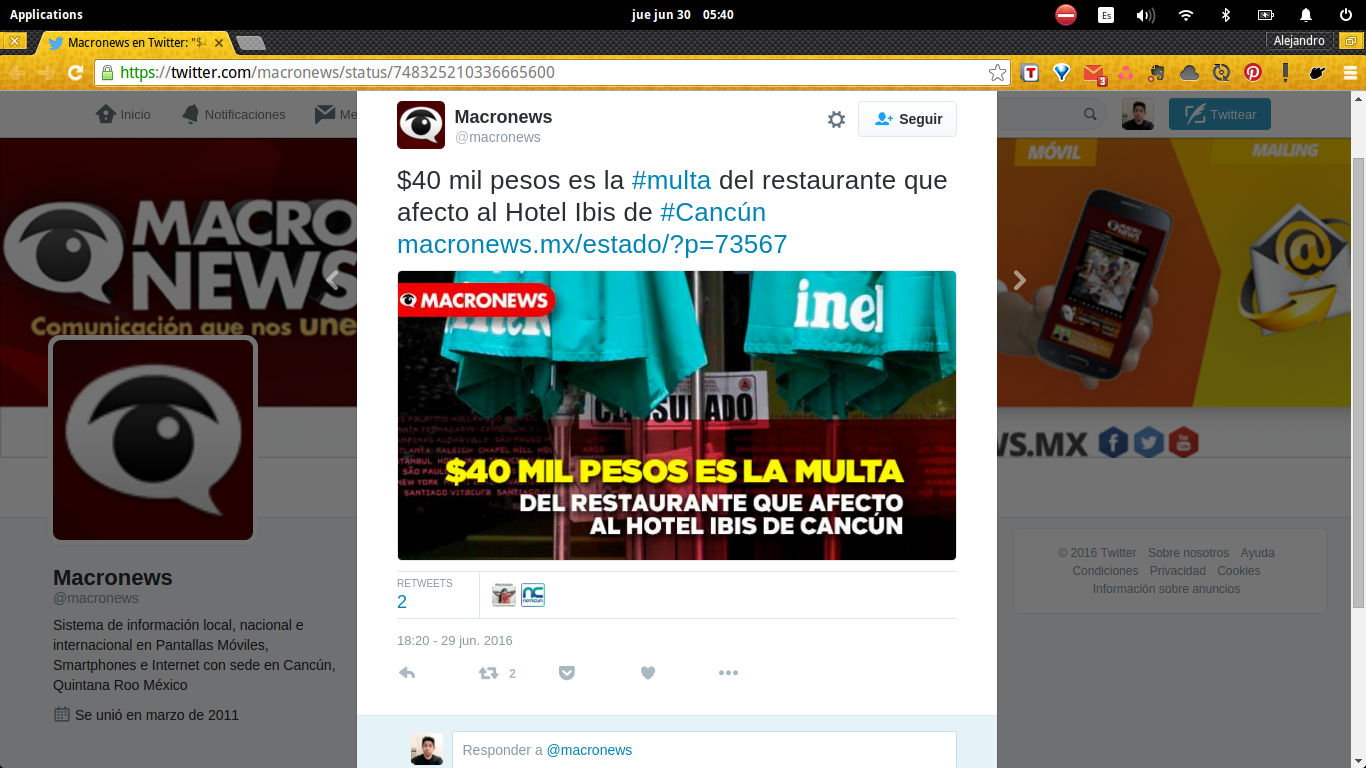 Applications
jue jun 30 05:40
Es
Macronews en Twitter: "$4
Alejandro
https://twitter.com/macronews/status/748325210336665600
3
Inicio
Notificaciones
Me
Twittear
MACRO
NEWS
Comunicación que nos une
MÓVIL
MAILING
Macronews
@macronews
Seguir
$40 mil pesos es la #multa del restaurante que
afecto al Hotel Ibis de #Cancún
macronews.mx/estado/?p=73567
MACRONEWS
inel
$40 MIL PESOS ES LA MULTA
DEL RESTAURANTE QUE AFECTO
AL HOTEL IBIS DE CANCÚN
RETWEETS
2
18:20 - 29 jun. 2016
2
Responder a @macronews
Macronews
@macronews
Sistema de información local, nacional e
internacional en Pantallas Móviles,
Smartphones e Internet con sede en Cancún,
Quintana Roo México
Se unió en marzo de 2011
WS.MX
© 2016 Twitter Sobre nosotros Ayuda
Condiciones Privacidad Cookies
Información sobre anuncios